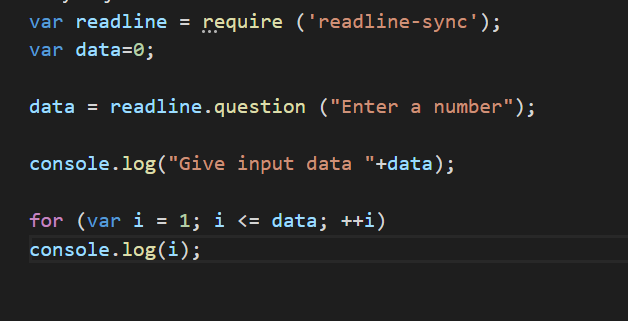 var readline = require ('readline-sync');
var data=0;
data = readline.question ("Enter a number");
console.log("Give input data "+data);
for (var i = 1; i <= data; ++i)
console.log(i);